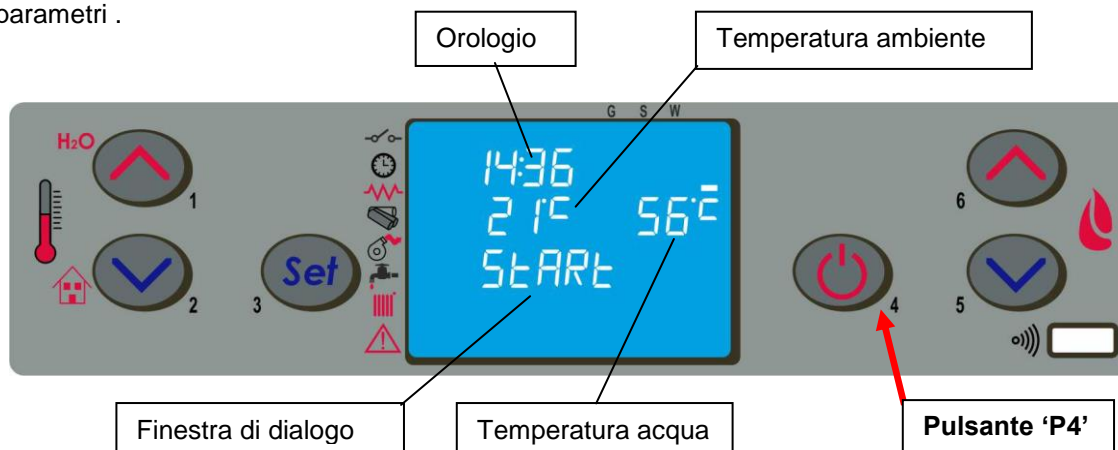 parametri .
Orologio
Temperatura ambiente
G S W
H₂O
1
2
3
Set
14:36
21°C
56°C
StARt
6
4
5
Finestra di dialogo
Temperatura acqua
Pulsante ‘P4’